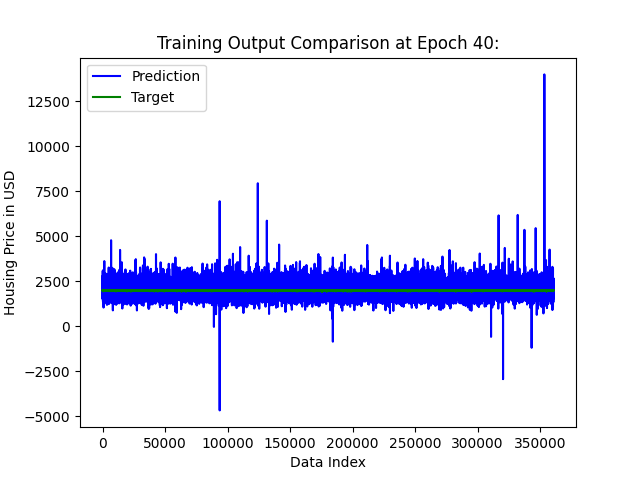 Training Output Comparison at Epoch 40:
Prediction
Target
12500
10000
7500
5000
2500
0
−2500
−5000
Housing Price in USD
0 50000 100000 150000 200000 250000 300000 350000
Data Index